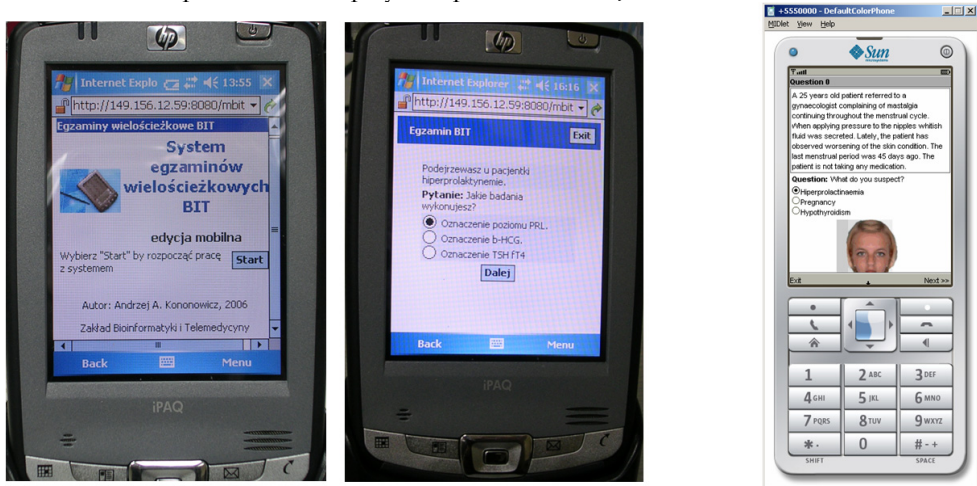 hp
Internet Explo 13:55
http://149.156.12.59:8080/mbit
Egzaminy wielościeżkowe BIT
System
egzaminów
wielościeżkowych
BIT
edycja mobilna
Wybierz "Start" by rozpocząć pracę
z systemem
Start
Autor: Andrzej A. Kononowicz, 2006
Zakład Bioinformatyki i Telemedycyny
Back
Menu
iPAQ
hp
Internet Explorer 16:16
http://149.156.12.59:8080/mbit
Egzamin BIT
Exit
Podejrzewasz u pacjentki
hiperprolaktynemie.
Pytanie: Jakie badania
wykonujesz?
Oznaczenie poziomu PRL.
Oznaczenie b-HCG.
Oznaczenie TSH fT4
Dalej
Back
Menu
iPAQ
+5550000 - DefaultColorPhone
MIDlet View Help
Sun
Question 0
A 25 years old patient referred to a
gynaecologist complaining of mastalgia
continuing throughout the menstrual cycle.
When applying pressure to the nipples whitish
fluid was secreted. Lately, the patient has
observed worsening of the skin condition. The
last menstrual period was 45 days ago. The
patient is not taking any medication.
Question: What do you suspect?
Hyperprolactinaemia
Pregnancy
Hypothyroidism
Exit
Next >>
1
2 ABC
3 DEF
4 GHI
5 JKL
6 MNO
7 PQRS
8 TUV
9 WXYZ
* .
0
# - +
SHIFT
SPACE